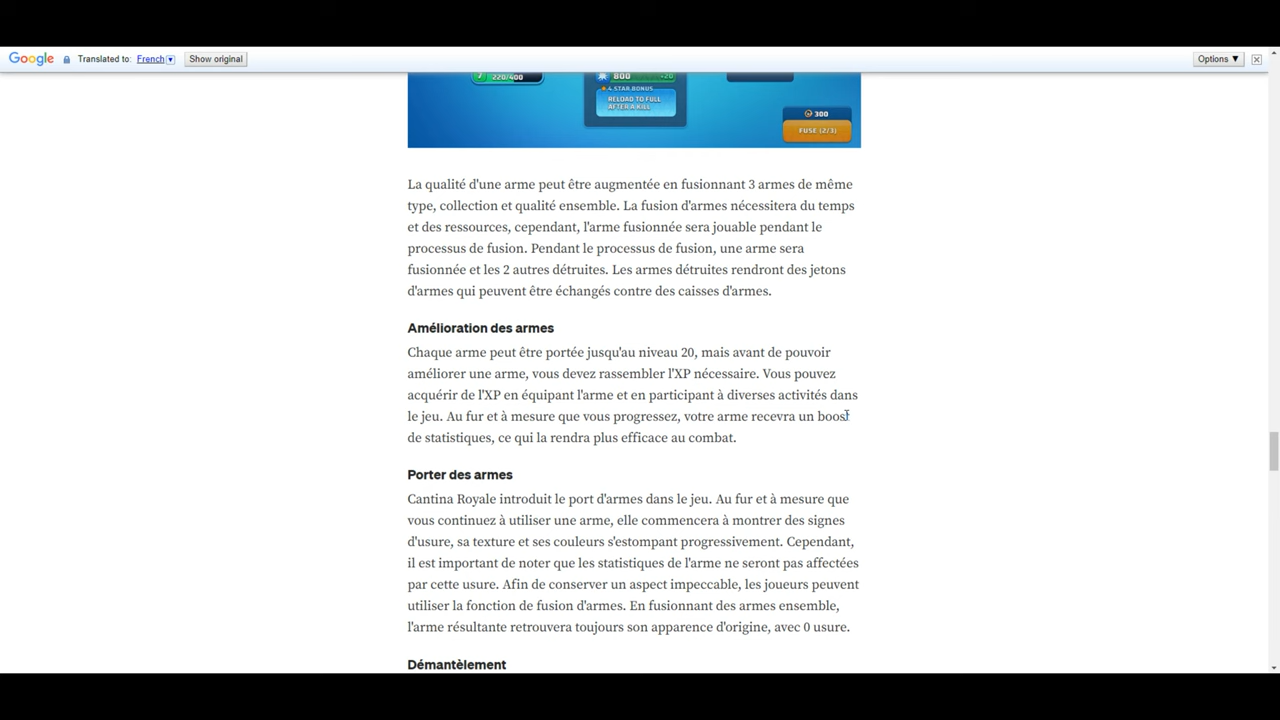 Google Translated to: French Show original Options ▼
220/400
800 +20
4 STAR BONUS
RELOAD TO FULL
AFTER A KILL
300
FUSE (2/3)
La qualité d'une arme peut être augmentée en fusionnant 3 armes de même
type, collection et qualité ensemble. La fusion d'armes nécessitera du temps
et des ressources, cependant, l'arme fusionnée sera jouable pendant le
processus de fusion. Pendant le processus de fusion, une arme sera
fusionnée et les 2 autres détruites. Les armes détruites rendront des jetons
d'armes qui peuvent être échangés contre des caisses d'armes.
Amélioration des armes
Chaque arme peut être portée jusqu'au niveau 20, mais avant de pouvoir
améliorer une arme, vous devez rassembler l'XP nécessaire. Vous pouvez
acquérir de l'XP en équipant l'arme et en participant à diverses activités dans
le jeu. Au fur et à mesure que vous progressez, votre arme recevra un boost
de statistiques, ce qui la rendra plus efficace au combat.
Porter des armes
Cantina Royale introduit le port d'armes dans le jeu. Au fur et à mesure que
vous continuez à utiliser une arme, elle commencera à montrer des signes
d'usure, sa texture et ses couleurs s'estompant progressivement. Cependant,
il est important de noter que les statistiques de l'arme ne seront pas affectées
par cette usure. Afin de conserver un aspect impeccable, les joueurs peuvent
utiliser la fonction de fusion d'armes. En fusionnant des armes ensemble,
l'arme résultante retrouvera toujours son apparence d'origine, avec 0 usure.
Démantèlement